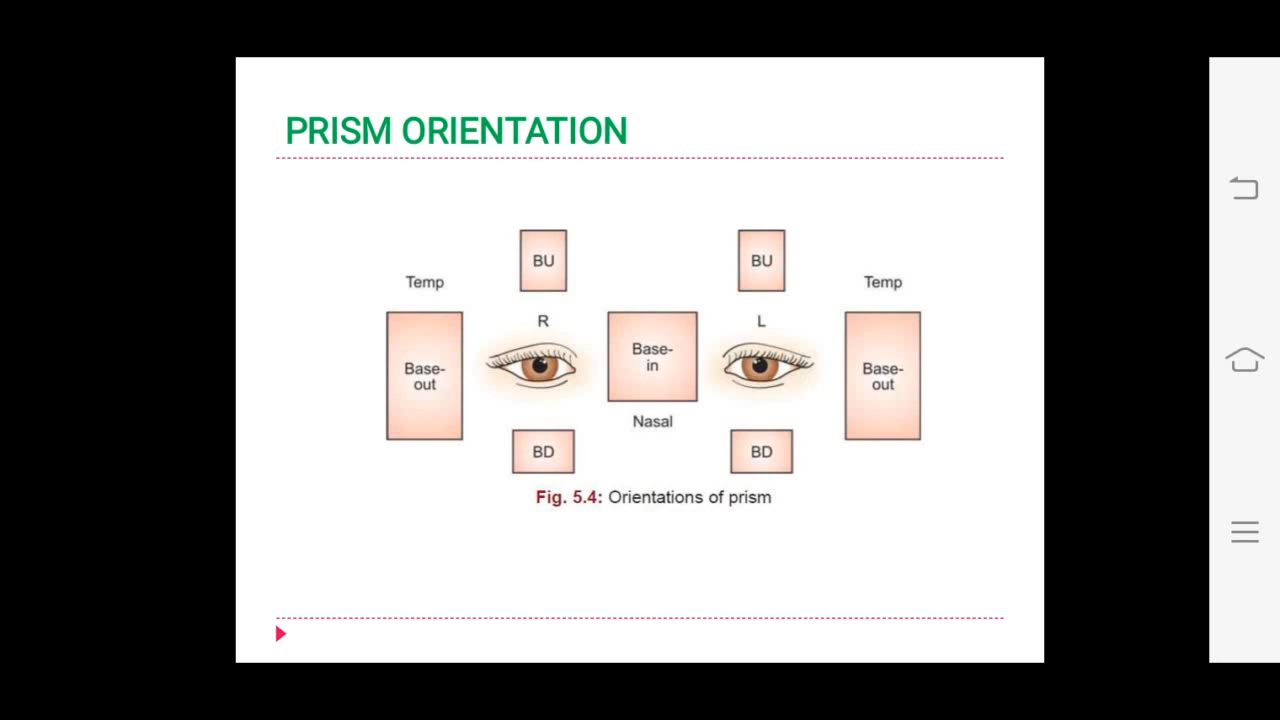 PRISM ORIENTATION
BU
BU
Temp
Temp
R
L
Base-
out
Base-
in
Base-
out
Nasal
BD
BD
Fig. 5.4: Orientations of prism